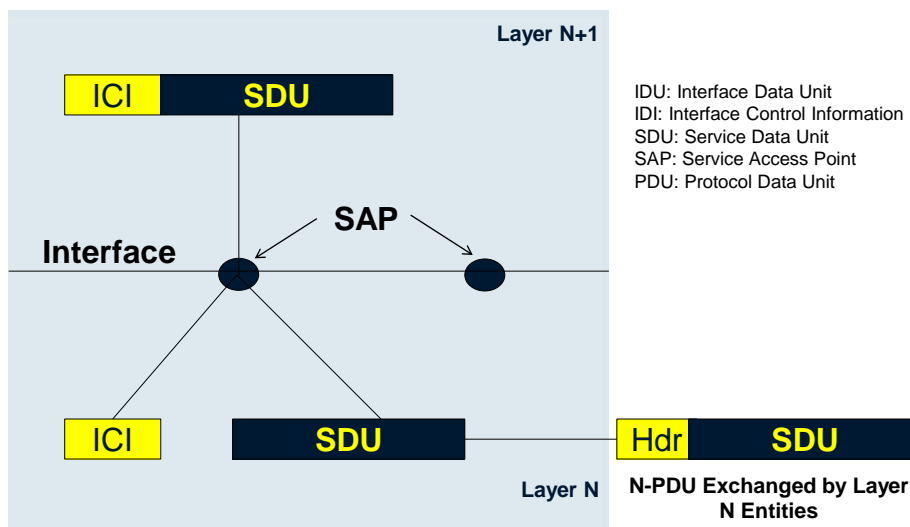 Layer N+1
ICI SDU
IDU: Interface Data Unit
IDI: Interface Control Information
SDU: Service Data Unit
SAP: Service Access Point
PDU: Protocol Data Unit
SAP
Interface
ICI SDU Hdr SDU
Layer N
N-PDU Exchanged by Layer
N Entities